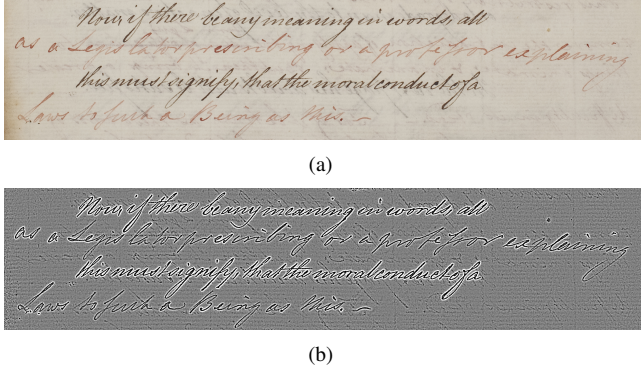 Now, if there be any meaning in words, all
as a Legislator prescribing or a professor explaining
this must signify, that the moral conduct of a
Laws to such a Being as this. –
(a)
Now, if there be any meaning in words, all
as a Legislator prescribing or a professor explaining
this must signify, that the moral conduct of a
Laws to such a Being as this. –
(b)